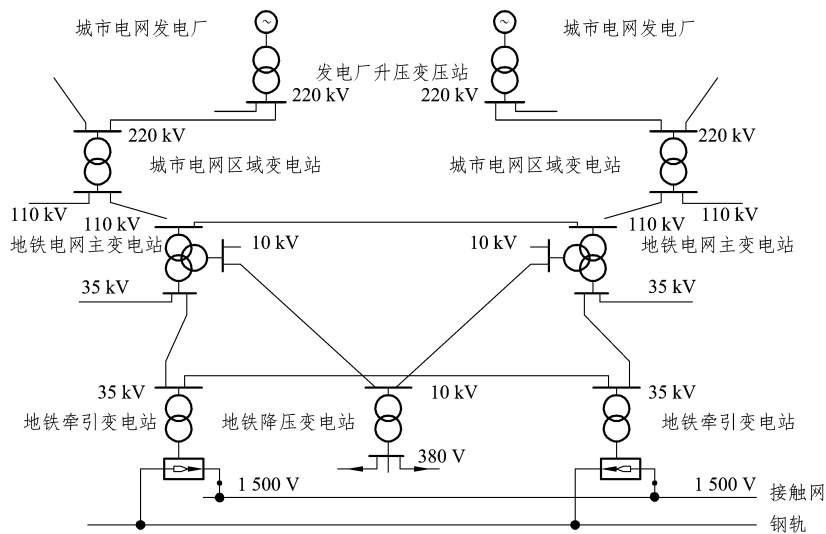 城市电网发电厂
城市电网发电厂
~
~
发电厂升压变压站
220 kV
220 kV
220 kV
220 kV
城市电网区域变电站
城市电网区域变电站
110 kV
110 kV
110 kV
110 kV
地铁电网主变电站
10 kV
10 kV
地铁电网主变电站
35 kV
35 kV
35 kV
10 kV
35 kV
地铁牵引变电站
地铁降压变电站
地铁牵引变电站
380 V
1 500 V
1 500 V
接触网
钢轨